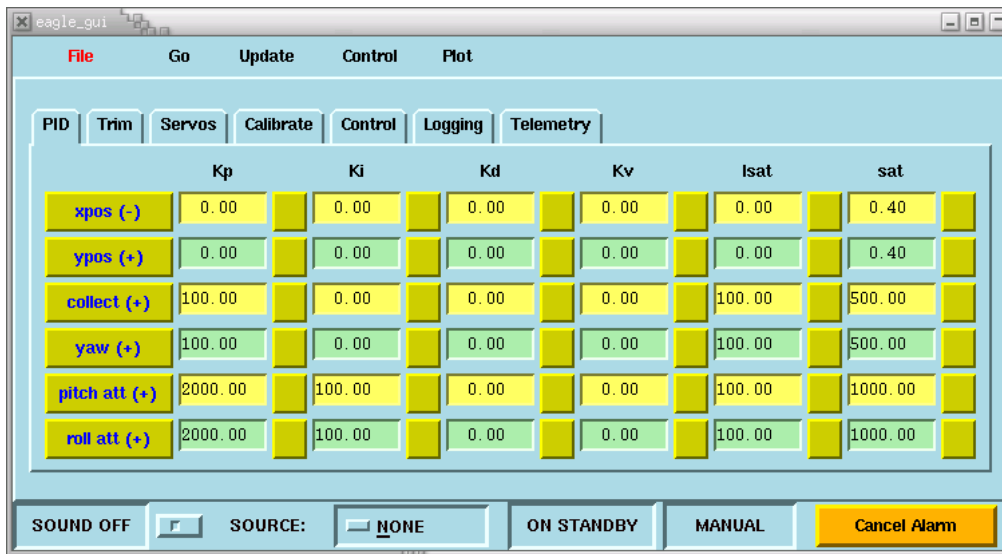 eagle_gui
File Go Update Control Plot
PID Trim Servos Calibrate Control Logging Telemetry
Kp Ki Kd Kv Isat sat
xpos (-) 0.00 0.00 0.00 0.00 0.00 0.40
ypos (+) 0.00 0.00 0.00 0.00 0.00 0.40
collect (+) 100.00 0.00 0.00 0.00 100.00 500.00
yaw (+) 100.00 0.00 0.00 0.00 100.00 500.00
pitch att (+) 2000.00 100.00 0.00 0.00 100.00 1000.00
roll att (+) 2000.00 100.00 0.00 0.00 100.00 1000.00
SOUND OFF SOURCE: NONE ON STANDBY MANUAL Cancel Alarm